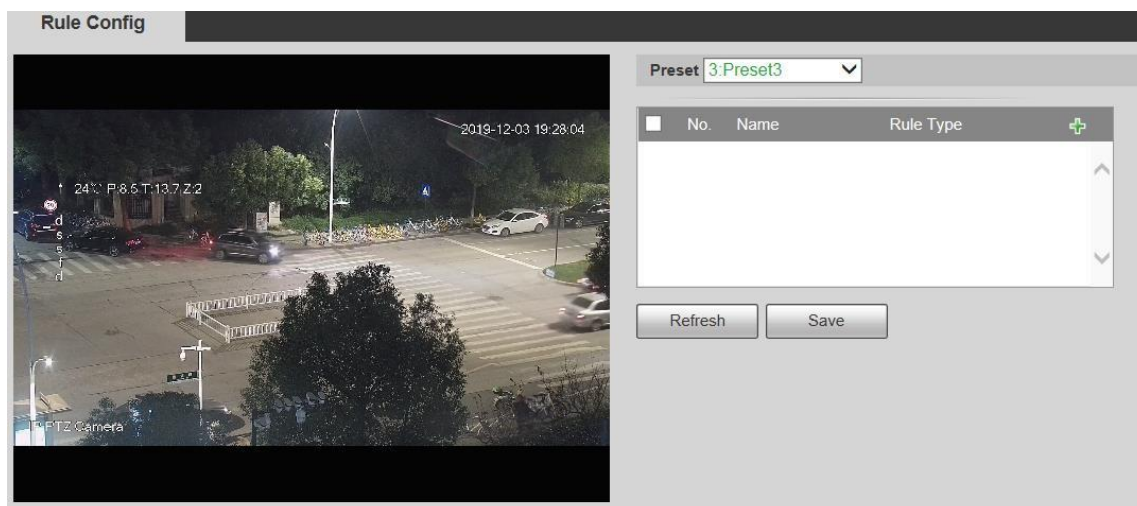 Rule Config
Preset 3:Preset3
No. Name Rule Type
Refresh Save
2019-12-03 19:28:04
24℃ P:8.5 T:13.7 Z:2
d
s
s
f
d
PTZ Camera